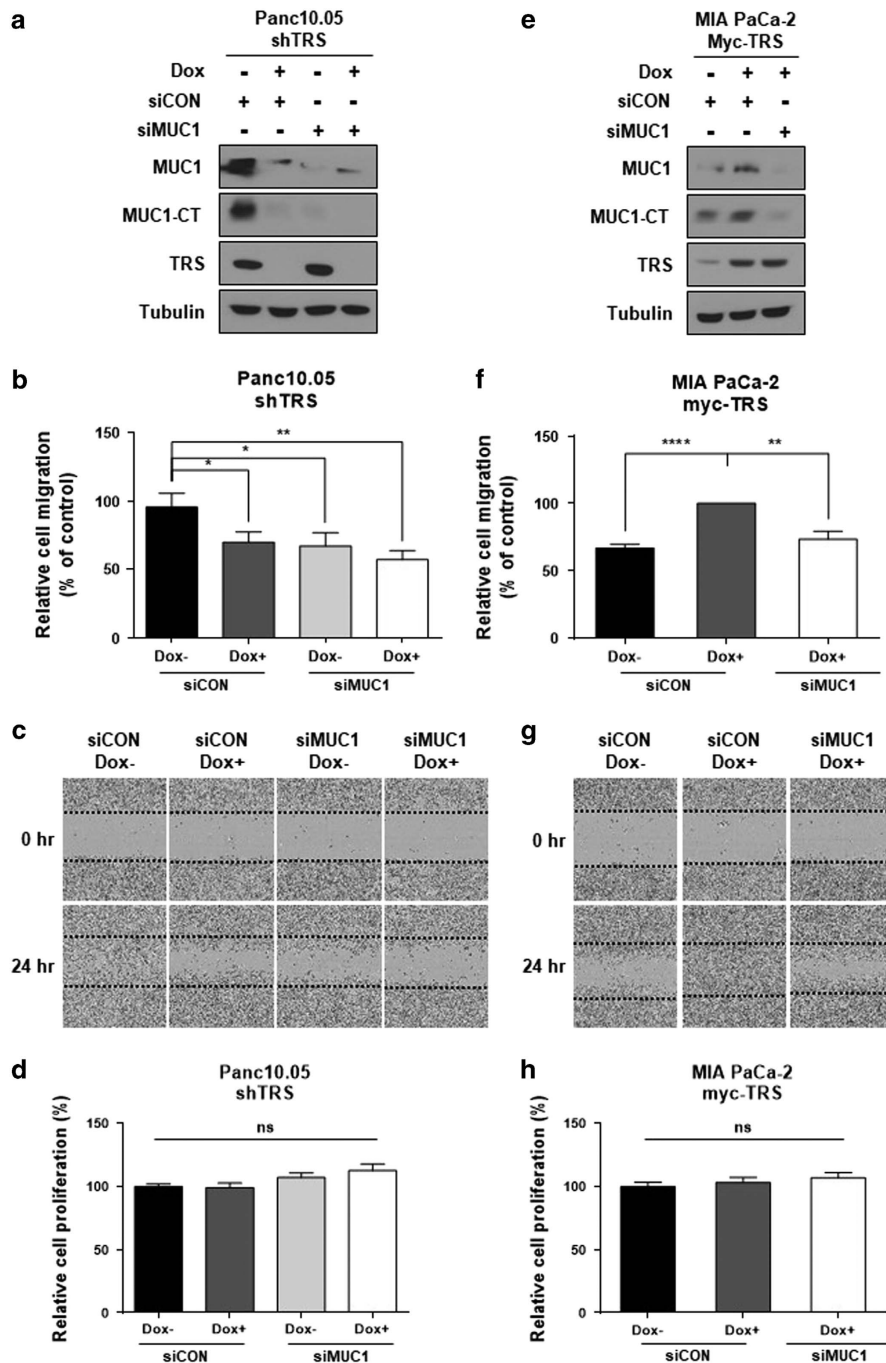 a
Panc10.05
shTRS
Dox - + - +
siCON + + - -
siMUC1 - - + +
MUC1
MUC1-CT
TRS
Tubulin
b
Panc10.05
shTRS
Relative cell migration
(% of control)
150
100
50
0
**
*
*
Dox- Dox+ Dox- Dox+
siCON siMUC1
c
siCON Dox-
siCON Dox+
siMUC1 Dox-
siMUC1 Dox+
0 hr
24 hr
d
Panc10.05
shTRS
Relative cell proliferation (%)
150
100
50
0
ns
Dox- Dox+ Dox- Dox+
siCON siMUC1
e
MIA PaCa-2
Myc-TRS
Dox - + +
siCON + + -
siMUC1 - - +
MUC1
MUC1-CT
TRS
Tubulin
f
MIA PaCa-2
myc-TRS
Relative cell migration
(% of control)
150
100
50
0
**** **
Dox- Dox+ Dox+
siCON siMUC1
g
siCON Dox-
siCON Dox+
siMUC1 Dox+
0 hr
24 hr
h
MIA PaCa-2
myc-TRS
Relative cell proliferation (%)
150
100
50
0
ns
Dox- Dox+ Dox+
siCON siMUC1